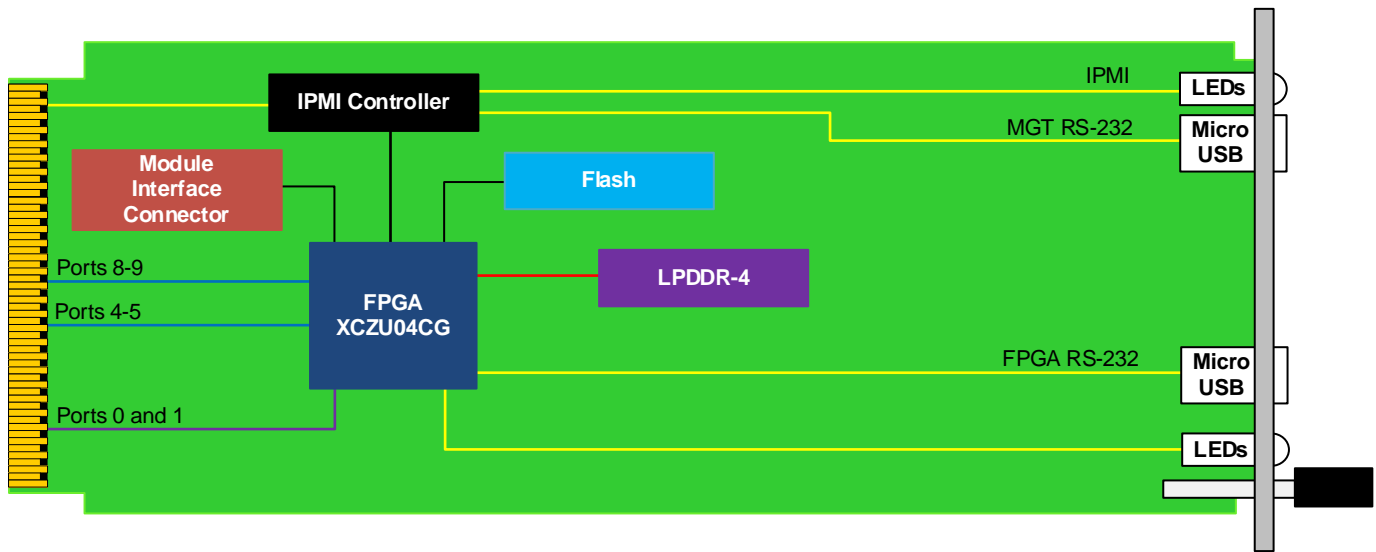 IPMI
LEDs
IPMI Controller
MGT RS-232
Micro
USB
Module
Interface
Connector
Flash
Ports 8-9
LPDDR-4
Ports 4-5
FPGA
XCZU04CG
FPGA RS-232
Micro
USB
Ports 0 and 1
LEDs